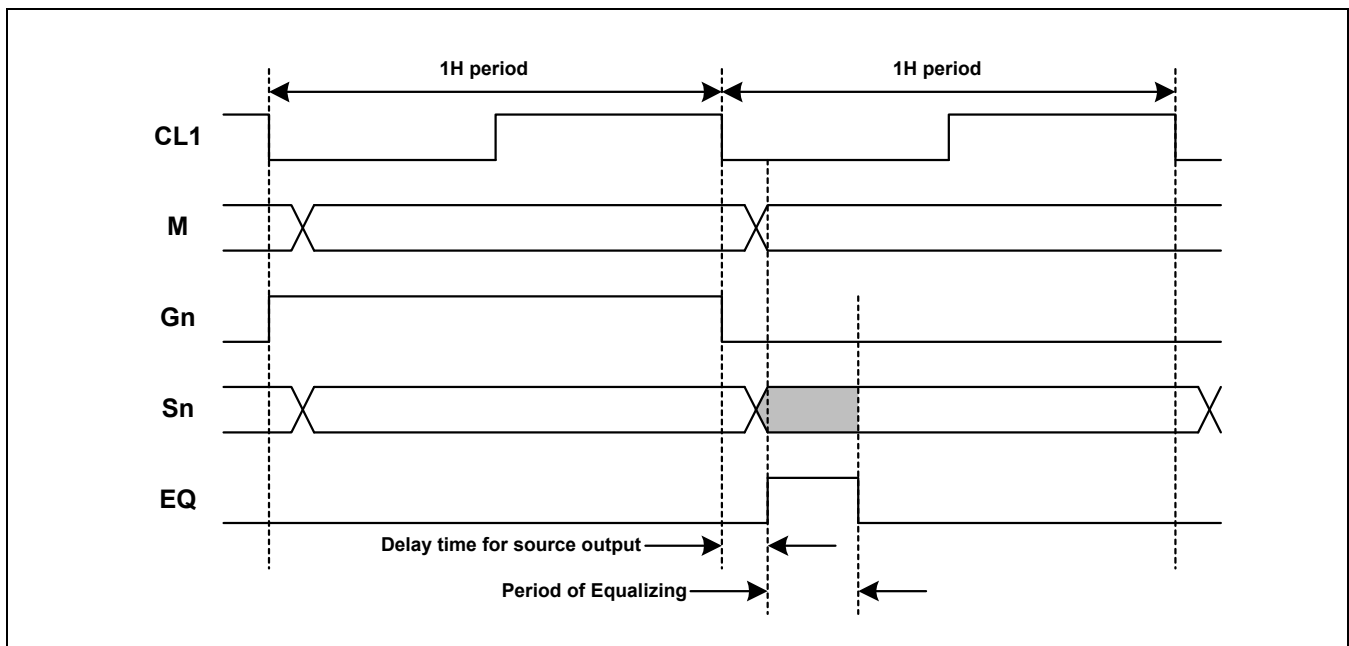 1H period 1H period
CL1
M
Gn
Sn
EQ
Delay time for source output
Period of Equalizing